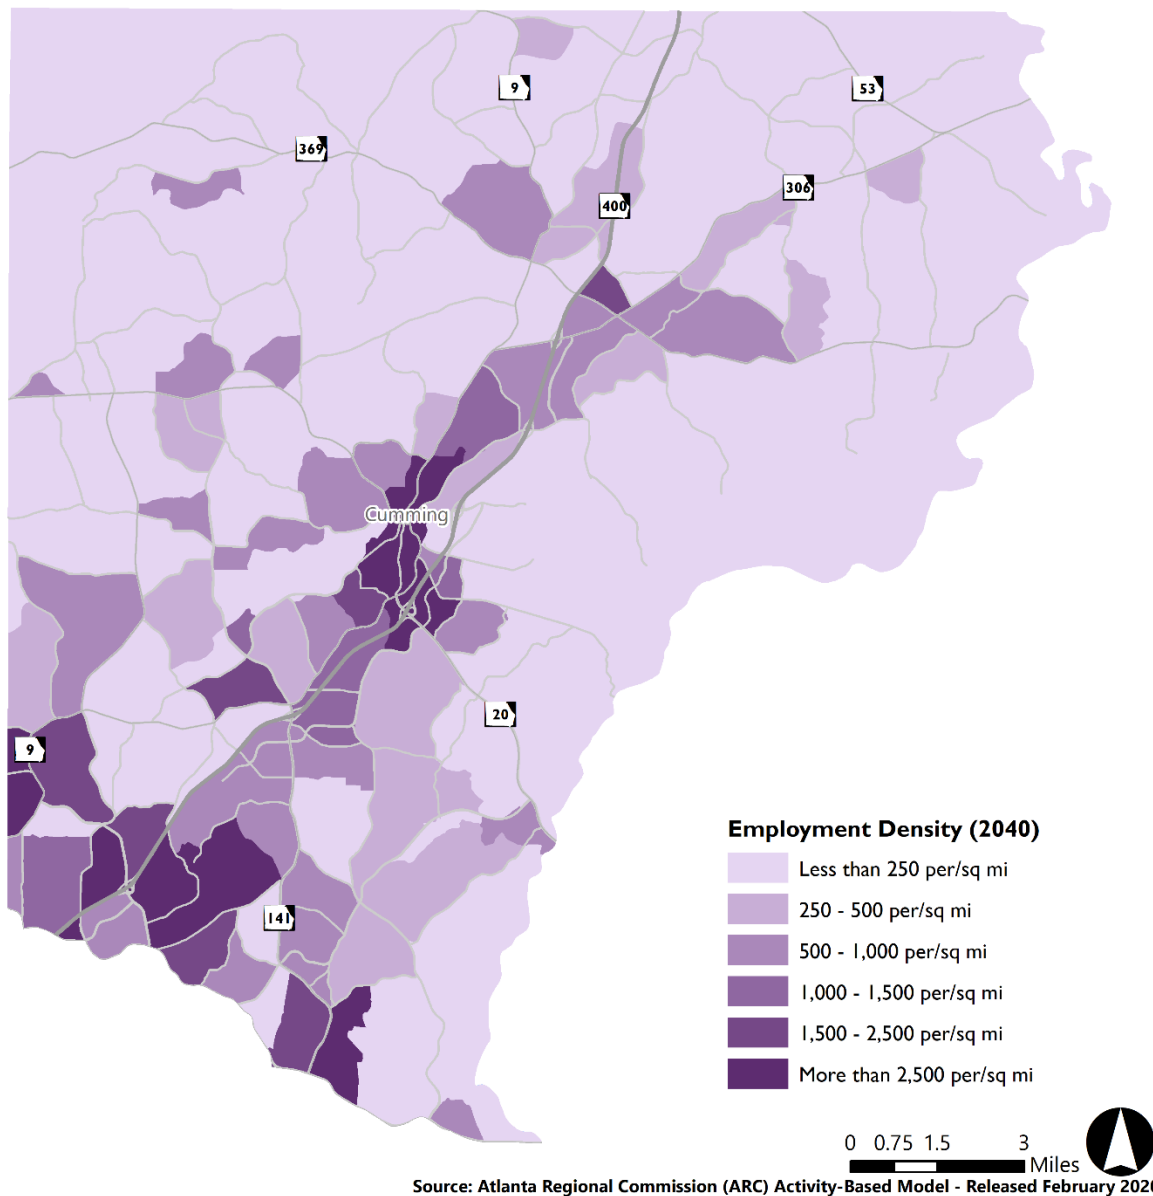 9
53
369
306
400
Cumming
20
9
141
Employment Density (2040)
Less than 250 per/sq mi
250 - 500 per/sq mi
500 - 1,000 per/sq mi
1,000 - 1,500 per/sq mi
1,500 - 2,500 per/sq mi
More than 2,500 per/sq mi
0 0.75 1.5 3
Miles
Source: Atlanta Regional Commission (ARC) Activity-Based Model - Released February 2020